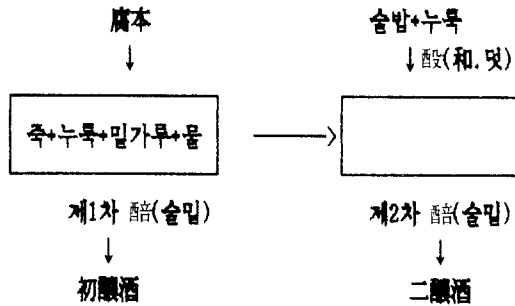 腐本
술밥+누룩
酘(和.덧)
죽+누룩+밀가루+물
제1차 醅(술밑)
제2차 醅(술밑)
初釀酒
二釀酒